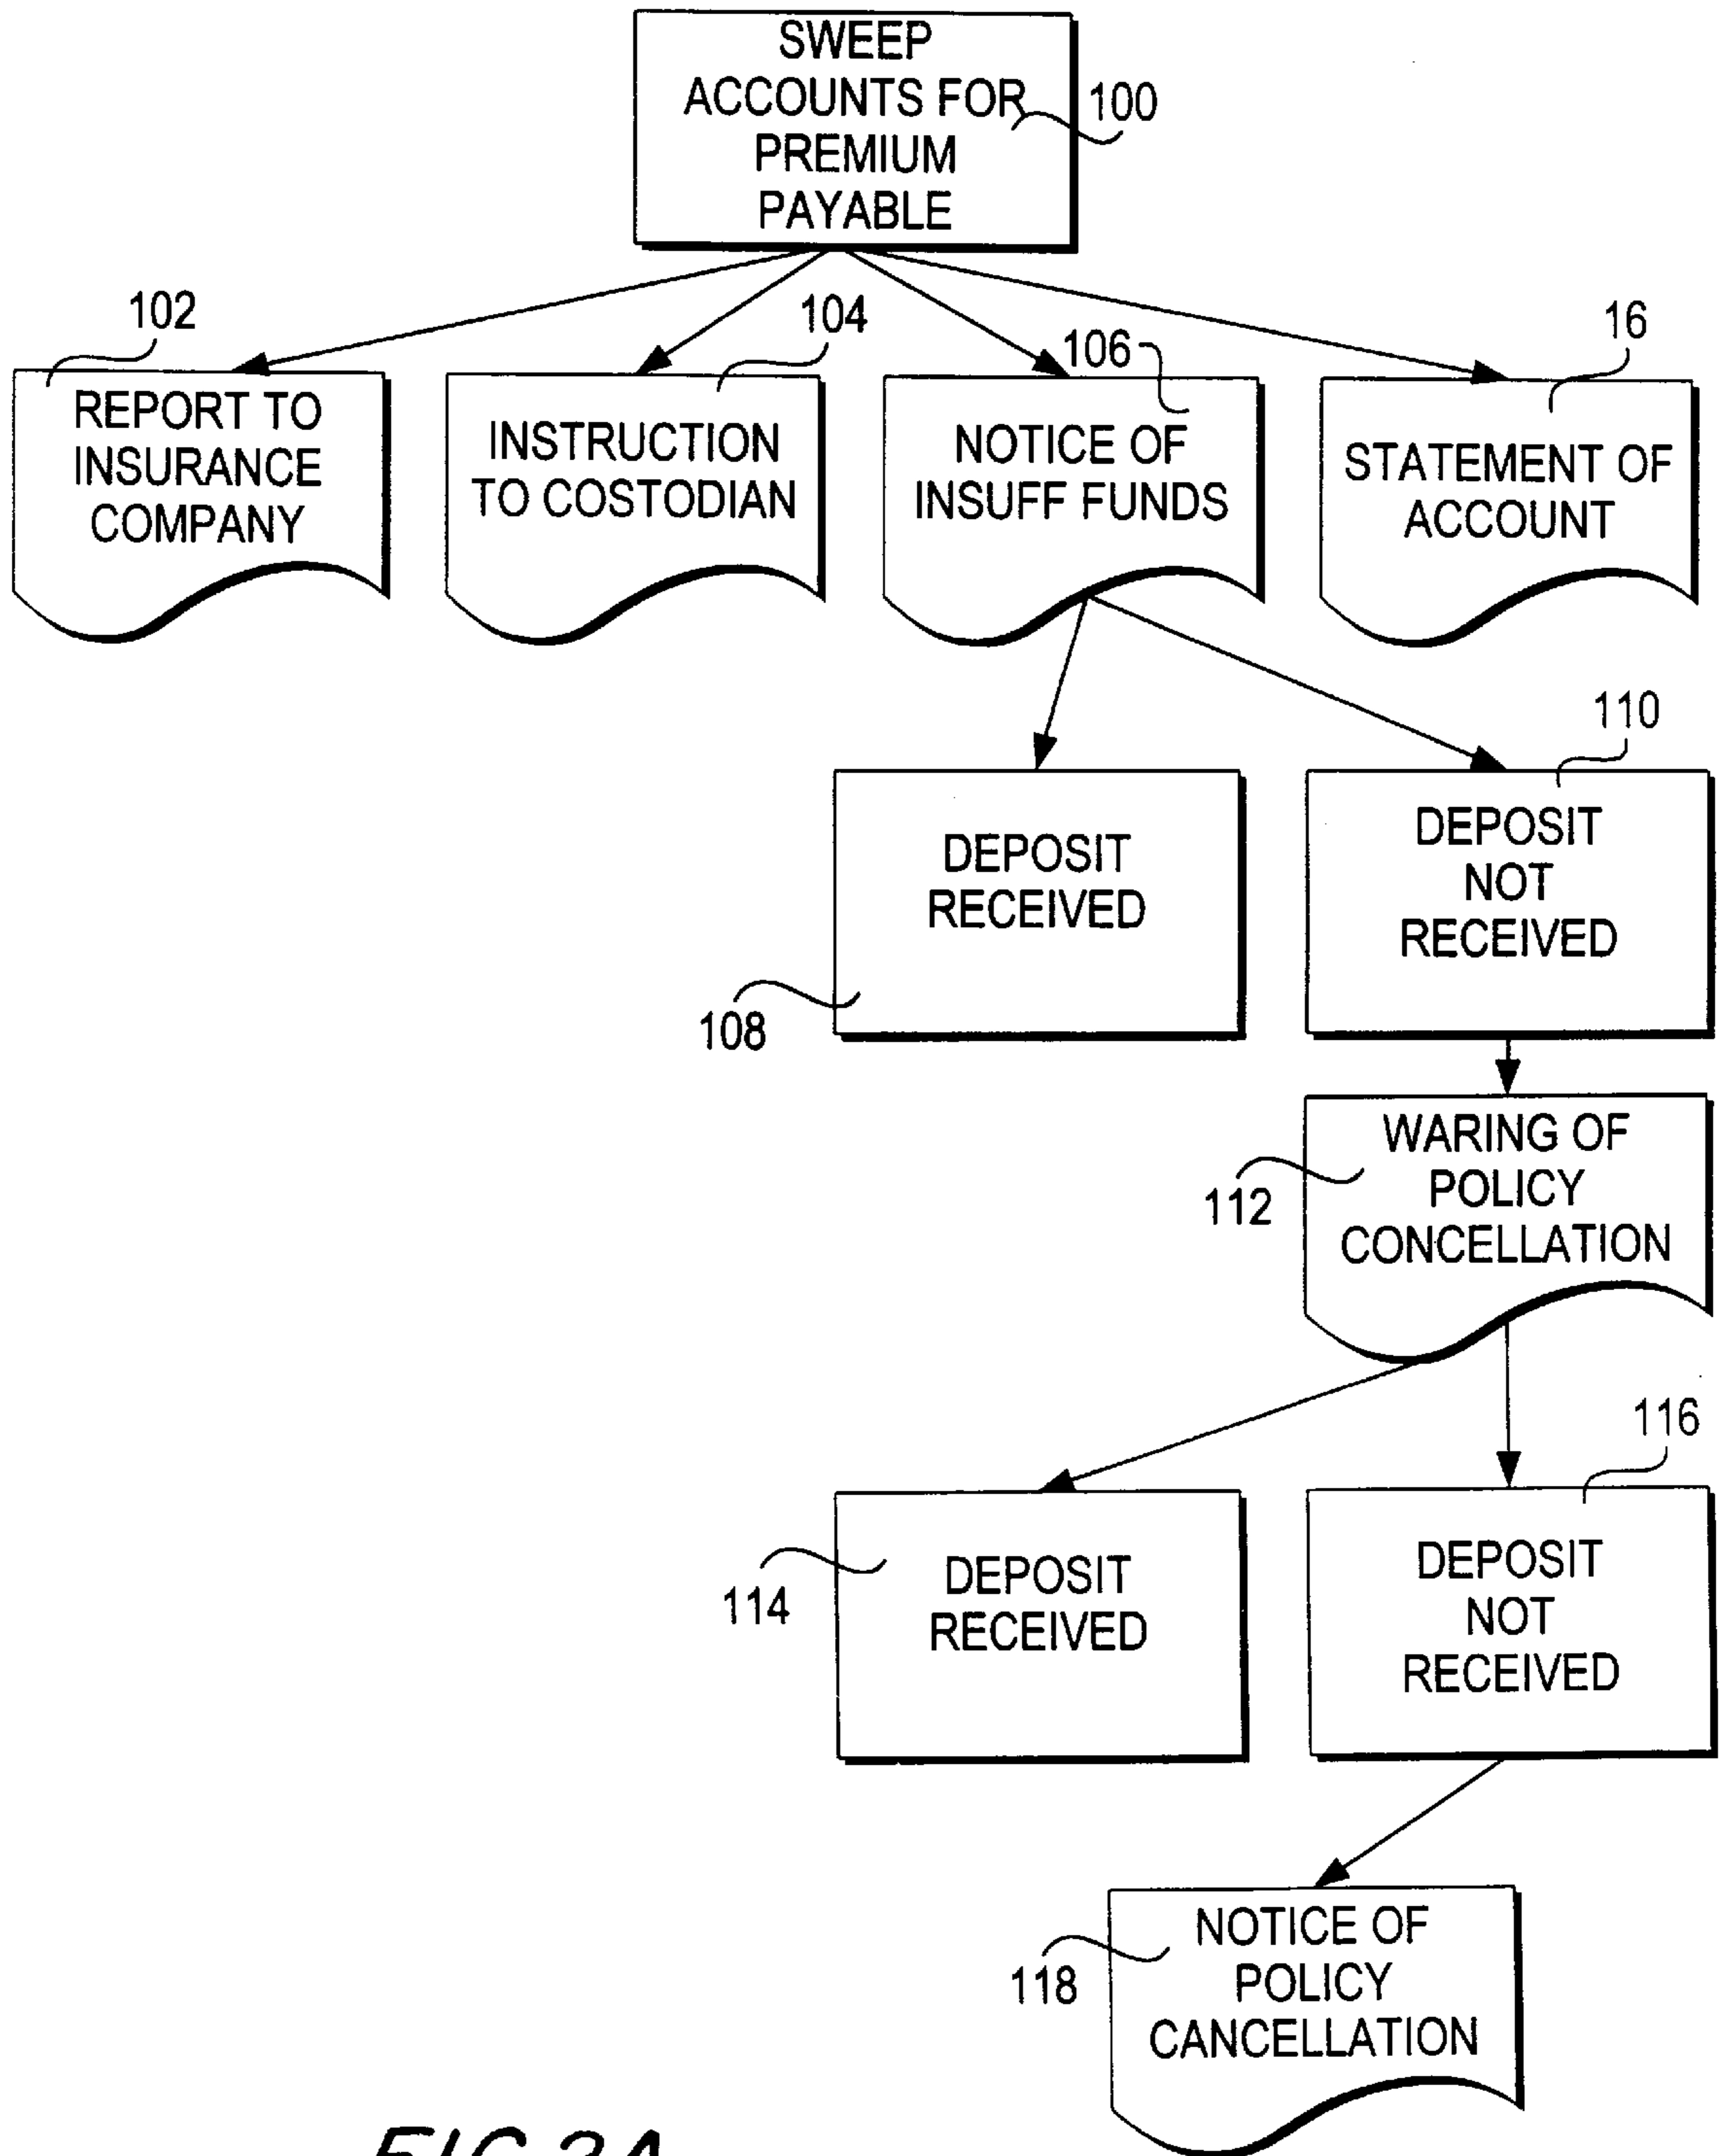 SWEEP
ACCOUNTS FOR
PREMIUM
PAYABLE
100
102
REPORT TO
INSURANCE
COMPANY
104
INSTRUCTION
TO COSTODIAN
106
NOTICE OF
INSUFF FUNDS
16
STATEMENT OF
ACCOUNT
DEPOSIT
RECEIVED
108
110
DEPOSIT
NOT
RECEIVED
WARING OF
POLICY
CONCELLATION
112
DEPOSIT
RECEIVED
114
116
DEPOSIT
NOT
RECEIVED
NOTICE OF
POLICY
CANCELLATION
118
FIG.2A